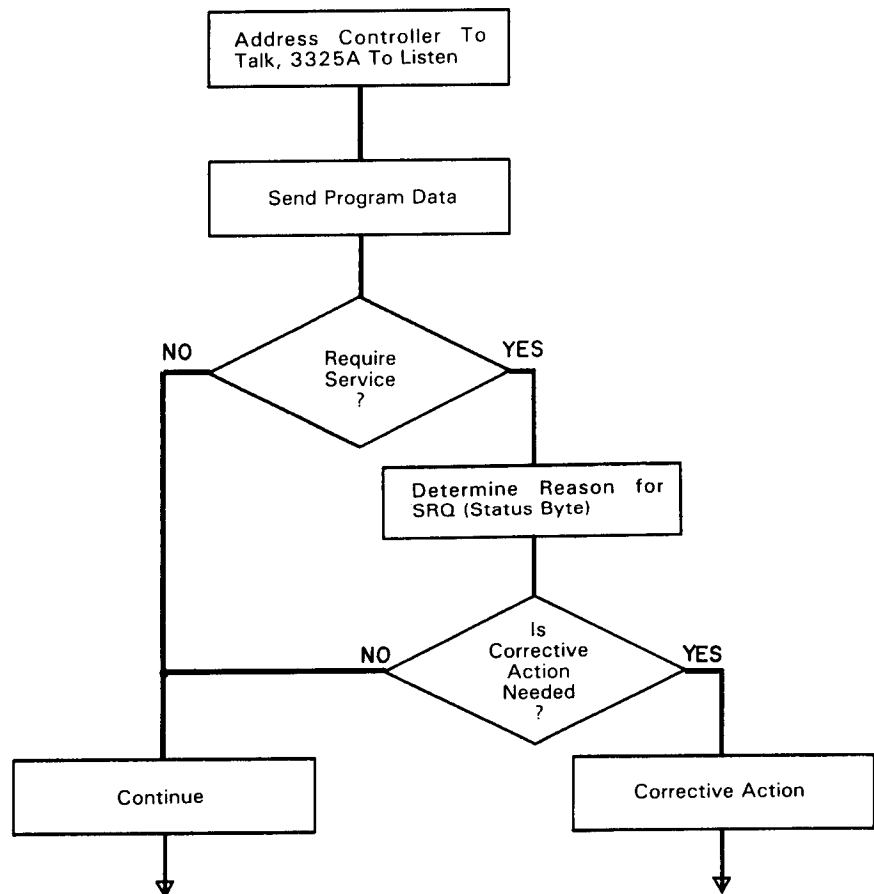 Address Controller To
Talk, 3325A To Listen
Send Program Data
NO
YES
Require
Service
?
Determine Reason for
SRQ (Status Byte)
NO
YES
Is
Corrective
Action
Needed
?
Continue
Corrective Action